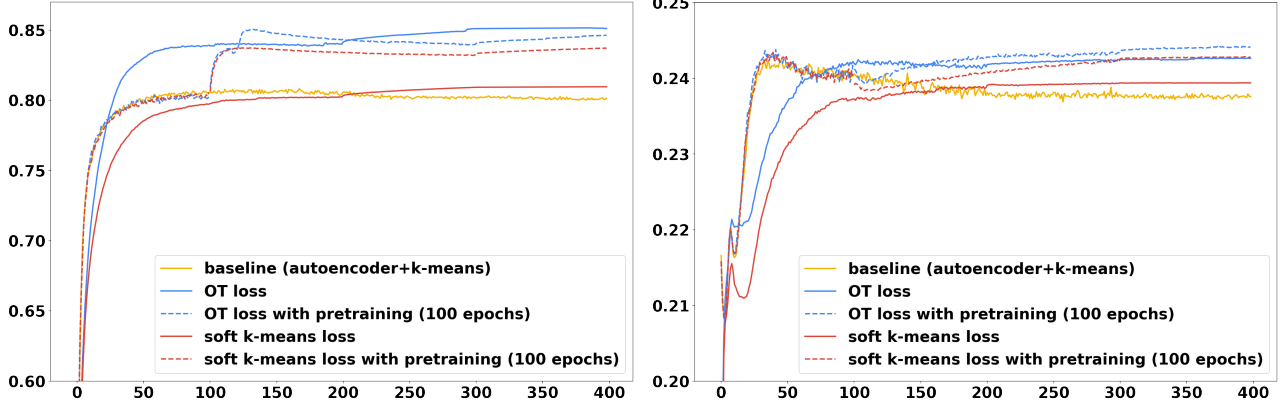 0.85
0.80
0.75
0.70
0.65
0.60
0 50 100 150 200 250 300 350 400
baseline (autoencoder+k-means)
OT loss
OT loss with pretraining (100 epochs)
soft k-means loss
soft k-means loss with pretraining (100 epochs)
0.25
0.24
0.23
0.22
0.21
0.20
0 50 100 150 200 250 300 350 400
baseline (autoencoder+k-means)
OT loss
OT loss with pretraining (100 epochs)
soft k-means loss
soft k-means loss with pretraining (100 epochs)